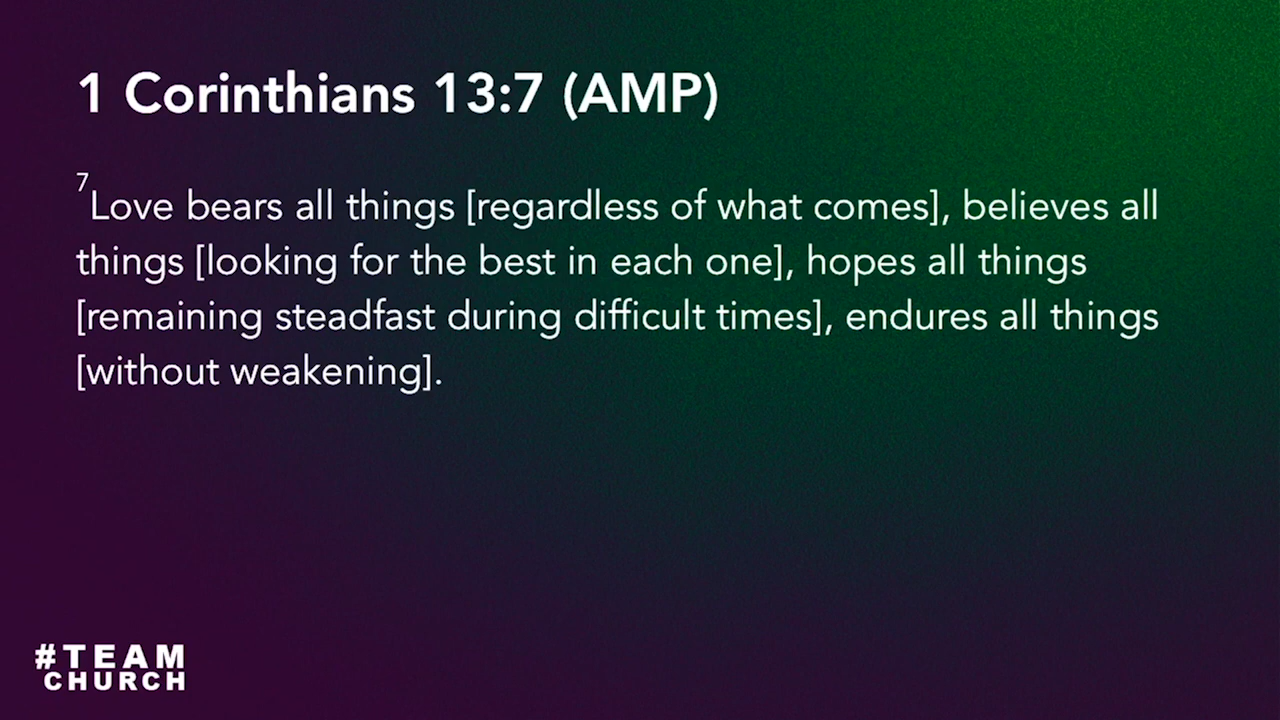 1 Corinthians 13:7 (AMP)
7Love bears all things [regardless of what comes], believes all
things [looking for the best in each one], hopes all things
[remaining steadfast during difficult times], endures all things
[without weakening].
#TEAM
CHURCH